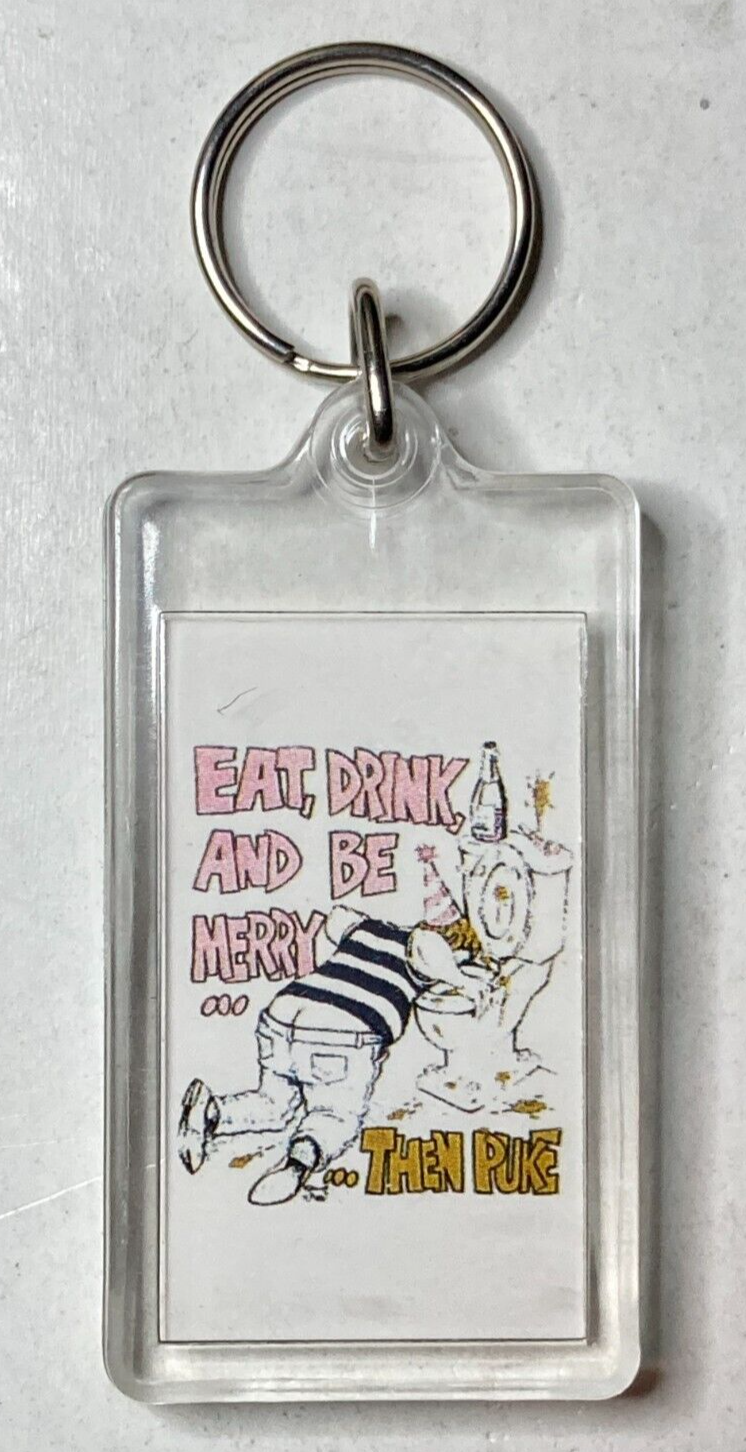 EAT, DRINK,
AND BE
MERRY
...
...THEN PUKE